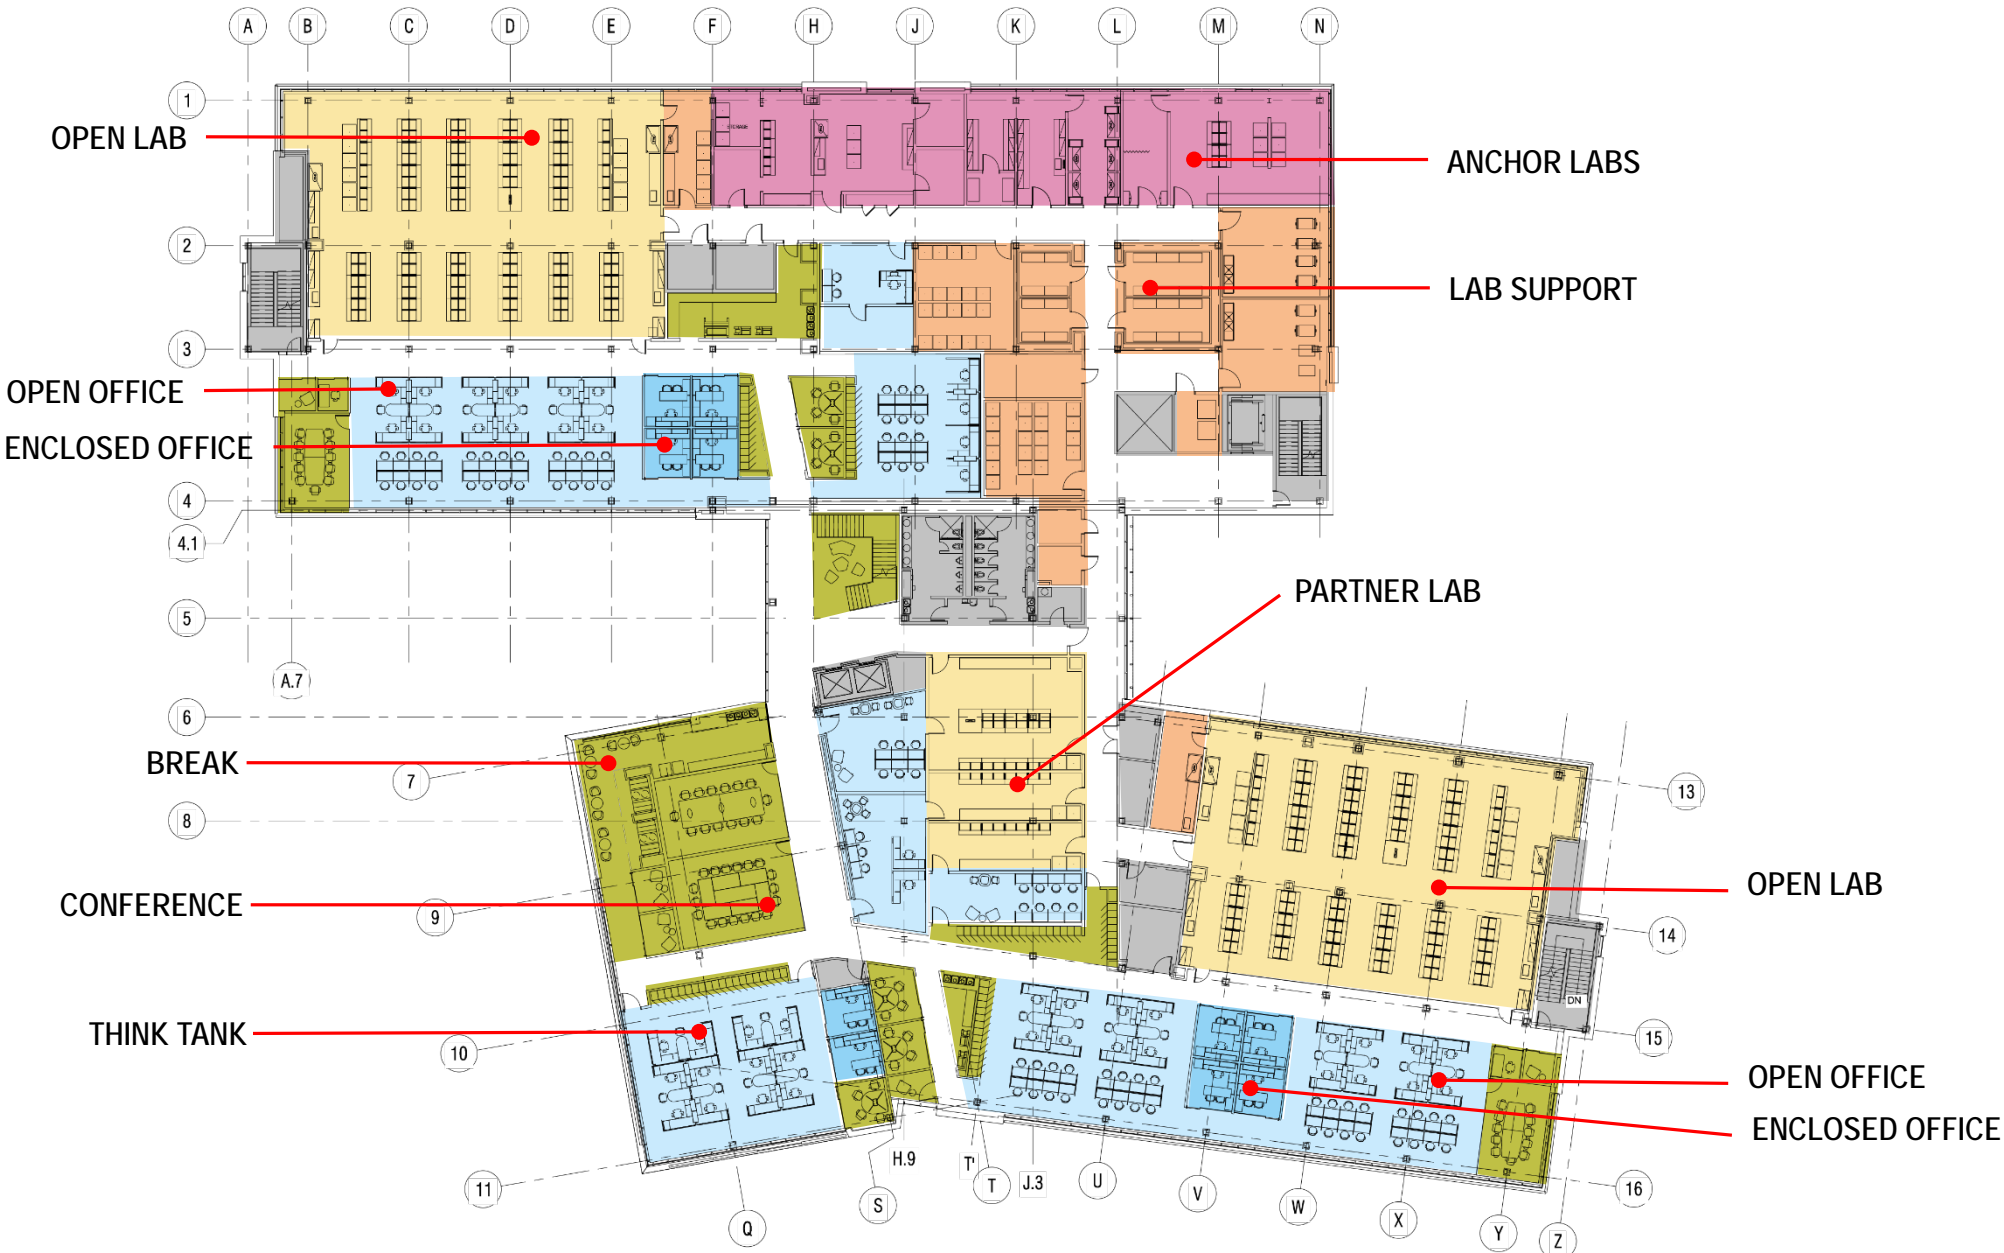 A B C D E F H J K L M N
1
OPEN LAB
STORAGE
ANCHOR LABS
2
LAB SUPPORT
3
OPEN OFFICE
ENCLOSED OFFICE
4
4.1
PARTNER LAB
5
A.7
6
BREAK
7
13
8
OPEN LAB
CONFERENCE
9
14
DN
THINK TANK
10
15
OPEN OFFICE
ENCLOSED OFFICE
H.9
T'
11
T
J.3
U
V
16
S
W
X
Q
Y
Z